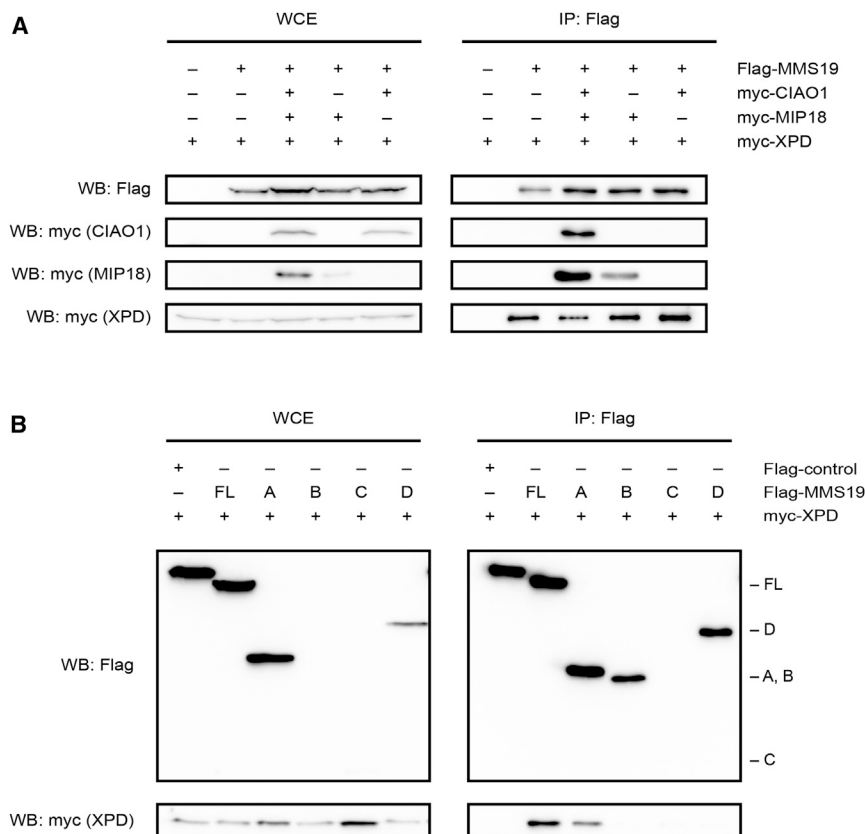 A
WCE IP: Flag
– + + + + – + + + + Flag-MMS19
– – + – + – – + – + myc-CIAO1
– – + + – – – + + – myc-MIP18
+ + + + + + + + + + myc-XPD
WB: Flag
WB: myc (CIAO1)
WB: myc (MIP18)
WB: myc (XPD)
B
WCE IP: Flag
+ – – – – – + – – – – – Flag-control
– FL A B C D – FL A B C D Flag-MMS19
+ + + + + + + + + + + + myc-XPD
– FL
– D
WB: Flag
– A, B
– C
WB: myc (XPD)